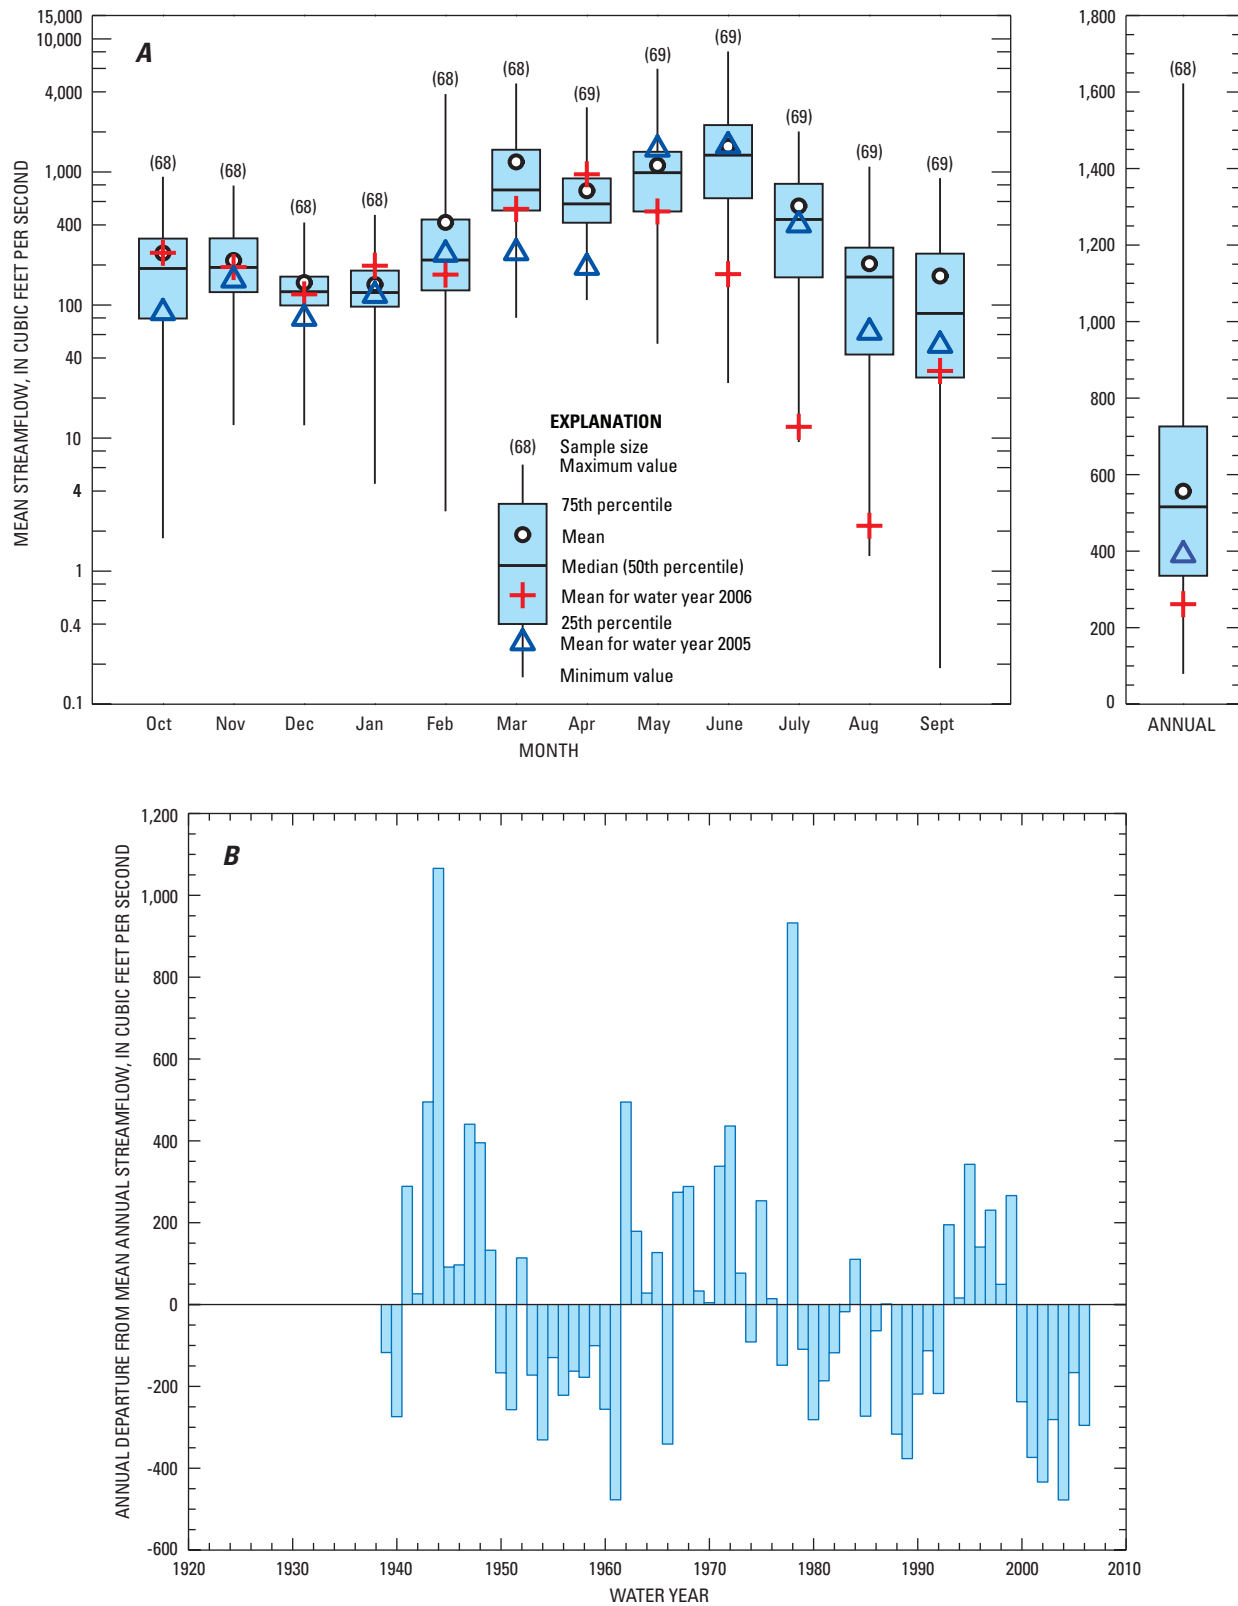 A
MEAN STREAMFLOW, IN CUBIC FEET PER SECOND
15,000
10,000
4,000
1,000
400
100
40
10
4
1
0.4
0.1
(68)
(68)
(68)
(68)
(68)
(68)
(69)
(69)
(69)
(69)
(69)
(69)
EXPLANATION
(68) Sample size
Maximum value
75th percentile
Mean
Median (50th percentile)
Mean for water year 2006
25th percentile
Mean for water year 2005
Minimum value
Oct Nov Dec Jan Feb Mar Apr May June July Aug Sept
MONTH
1,800
1,600
1,400
1,200
1,000
800
600
400
200
0
(68)
ANNUAL
B
ANNUAL DEPARTURE FROM MEAN ANNUAL STREAMFLOW, IN CUBIC FEET PER SECOND
1,200
1,000
800
600
400
200
0
-200
-400
-600
1920 1930 1940 1950 1960 1970 1980 1990 2000 2010
WATER YEAR